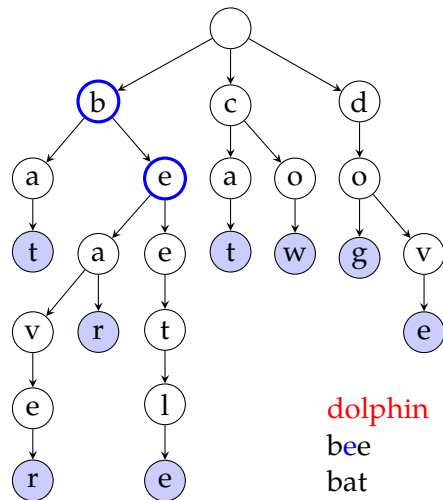 b c d
a e a o o
t a e t w g v
v r t e
e l
r e
dolphin
bee
bat